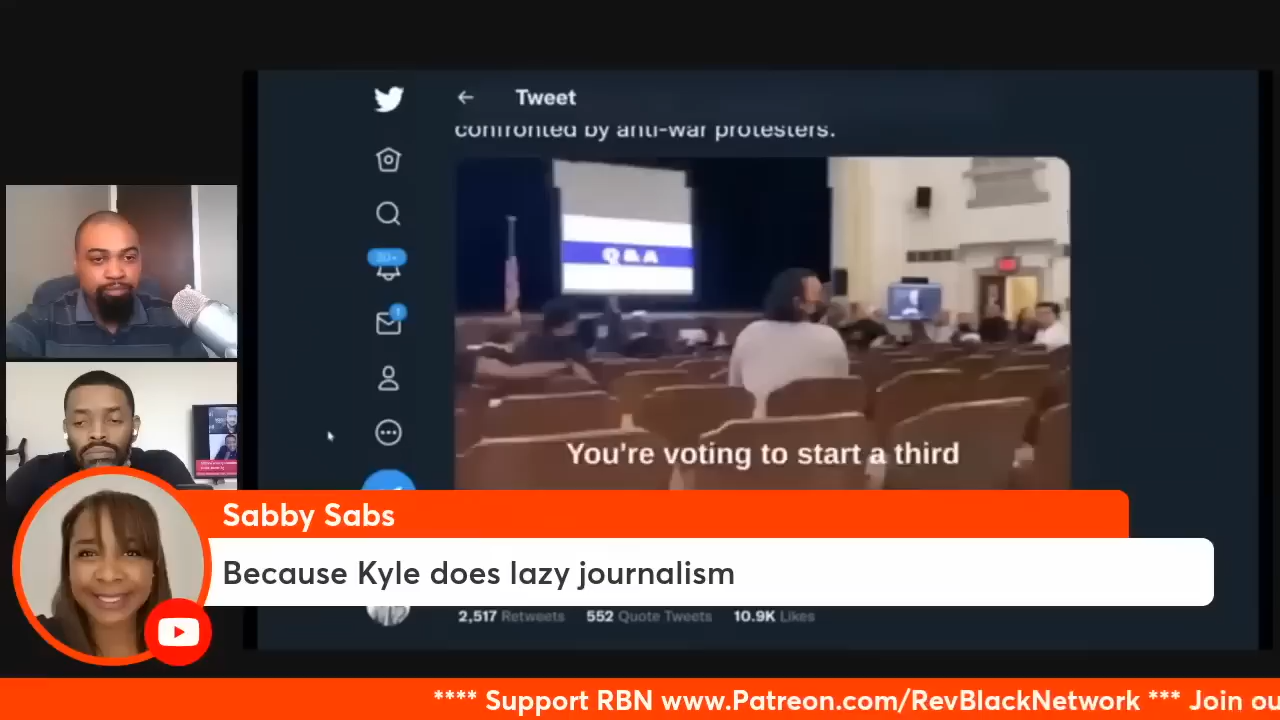 Tweet
confronted by anti-war protesters.
Q & A
You're voting to start a third
Sabby Sabs
Because Kyle does lazy journalism
2,517 Retweets 552 Quote Tweets 10.9K Likes
**** Support RBN www.Patreon.com/RevBlackNetwork *** Join ou